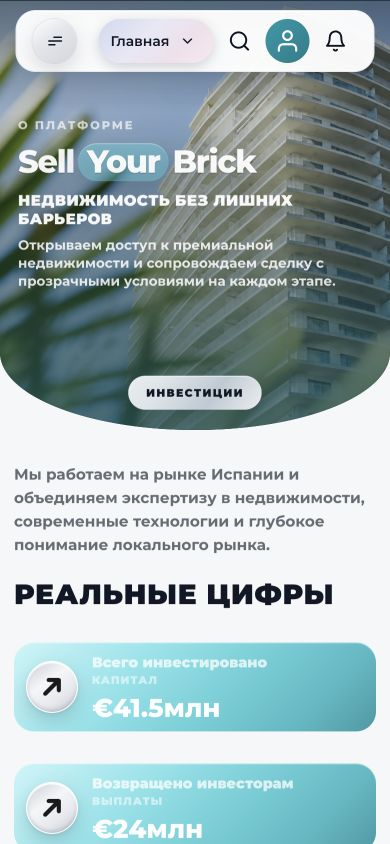 Главная
О ПЛАТФОРМЕ
Sell Your Brick
НЕДВИЖИМОСТЬ БЕЗ ЛИШНИХ
БАРЬЕРОВ
Открываем доступ к премиальной
недвижимости и сопровождаем сделку с
прозрачными условиями на каждом этапе.
ИНВЕСТИЦИИ
Мы работаем на рынке Испании и
объединяем экспертизу в недвижимости,
современные технологии и глубокое
понимание локального рынка.
РЕАЛЬНЫЕ ЦИФРЫ
Всего инвестировано
КАПИТАЛ
€41.5млн
Возвращено инвесторам
ВЫПЛАТЫ
€24млн